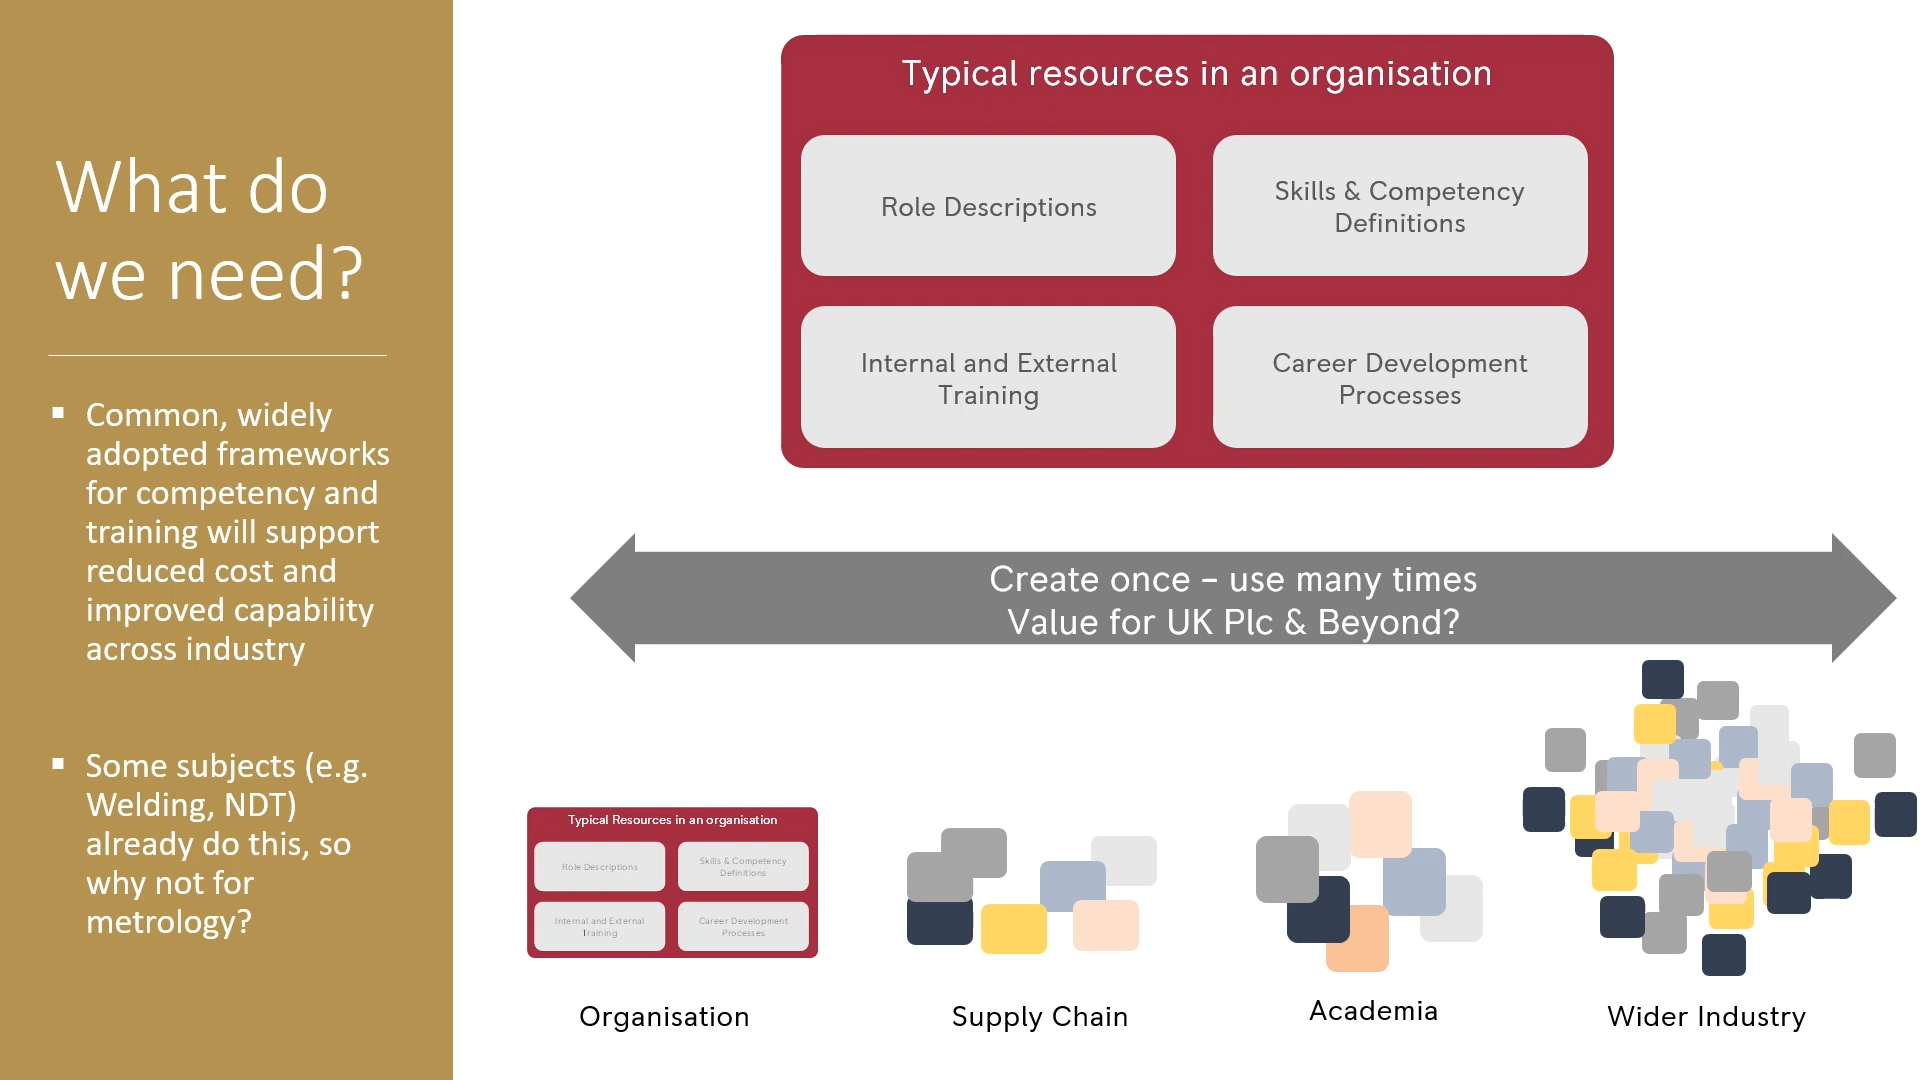 What do
we need?
▪ Common, widely
adopted frameworks
for competency and
training will support
reduced cost and
improved capability
across industry
▪ Some subjects (e.g.
Welding, NDT)
already do this, so
why not for
metrology?
Typical resources in an organisation
Role Descriptions
Skills & Competency
Definitions
Internal and External
Training
Career Development
Processes
Create once – use many times
Value for UK Plc & Beyond?
Typical Resources in an organisation
Role Descriptions
Skills & Competency
Definitions
Internal and External
Training
Career Development
Processes
Organisation
Supply Chain
Academia
Wider Industry